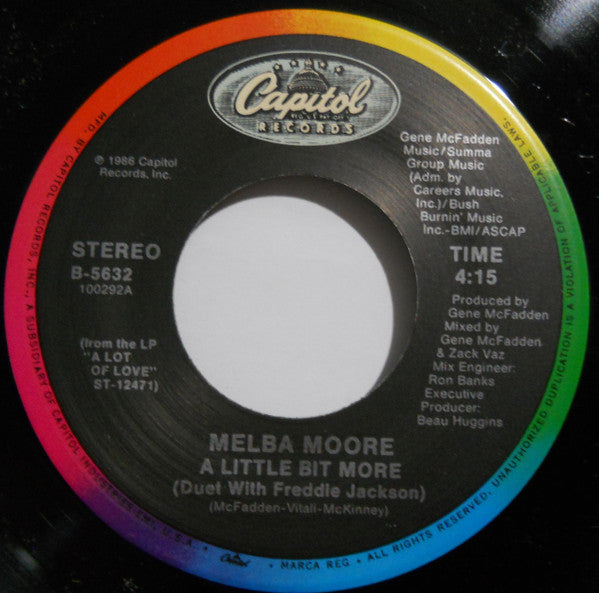 Capitol
RECORDS
℗ 1986 Capitol
Records, Inc.
Gene McFadden
Music/Summa
Group Music
(Adm. by
Careers Music,
Inc.)/Bush
Burnin' Music
Inc.-BMI/ASCAP
STEREO
B-5632
100292A
TIME
4:15
(from the LP
"A LOT
OF LOVE"
ST-12471)
Produced by
Gene McFadden
Mixed by
Gene McFadden
& Zack Vaz
Mix Engineer:
Ron Banks
Executive
Producer:
Beau Huggins
MELBA MOORE
A LITTLE BIT MORE
(Duet With Freddie Jackson)
(McFadden-Vitali-McKinney)
MFD. BY CAPITOL RECORDS, INC., A SUBSIDIARY OF CAPITOL INDUSTRIES-EMI, U.S.A. • Capitol • MARCA REG • ALL RIGHTS RESERVED. UNAUTHORIZED DUPLICATION IS A VIOLATION OF APPLICABLE LAWS.